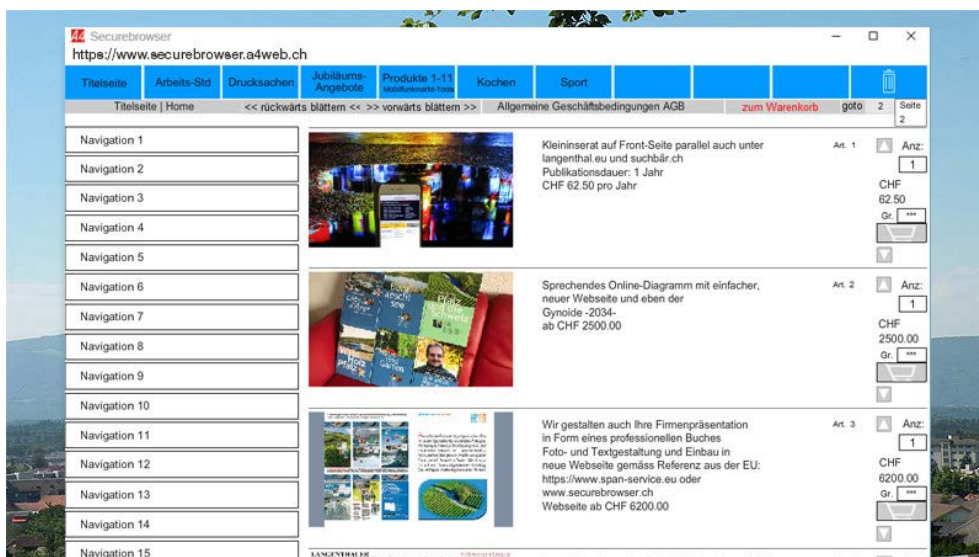 A4 Securebrowser
https://www.securebrowser.a4web.ch
Titelseite
Arbeits-Std
Drucksachen
Jubiläums-
Angebote
Produkte 1-11
Mobilfunkmarkt-Tools
Kochen
Sport
Titelseite | Home
<< rückwärts blättern << >> vorwärts blättern >>
Allgemeine Geschäftsbedingungen AGB
zum Warenkorb
goto
2
Seite
2
Navigation 1
Navigation 2
Navigation 3
Navigation 4
Navigation 5
Navigation 6
Navigation 7
Navigation 8
Navigation 9
Navigation 10
Navigation 11
Navigation 12
Navigation 13
Navigation 14
Navigation 15
Kleininserat auf Front-Seite parallel auch unter
langenthal.eu und suchbär.ch
Publikationsdauer: 1 Jahr
CHF 62.50 pro Jahr
Art. 1
Anz:
1
CHF
62.50
Gr. ***
Pfalz
und die
Schweiz
Sprechendes Online-Diagramm mit einfacher,
neuer Webseite und eben der
Gynoide -2034-
ab CHF 2500.00
Art. 2
Anz:
1
CHF
2500.00
Gr. ***
Wir gestalten auch Ihre Firmenpräsentation
in Form eines professionellen Buches
Foto- und Textgestaltung und Einbau in
neue Webseite gemäss Referenz aus der EU:
https://www.span-service.eu oder
www.securebrowser.ch
Webseite ab CHF 6200.00
Art. 3
Anz:
1
CHF
6200.00
Gr. ***
LANGENTHALER